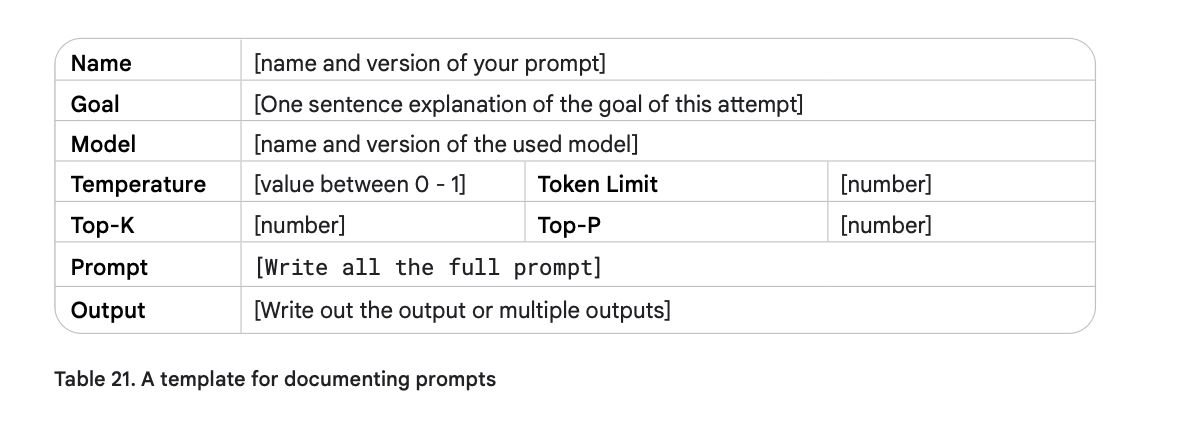 Name [name and version of your prompt]
Goal [One sentence explanation of the goal of this attempt]
Model [name and version of the used model]
Temperature [value between 0 - 1] Token Limit [number]
Top-K [number] Top-P [number]
Prompt [Write all the full prompt]
Output [Write out the output or multiple outputs]
Table 21. A template for documenting prompts